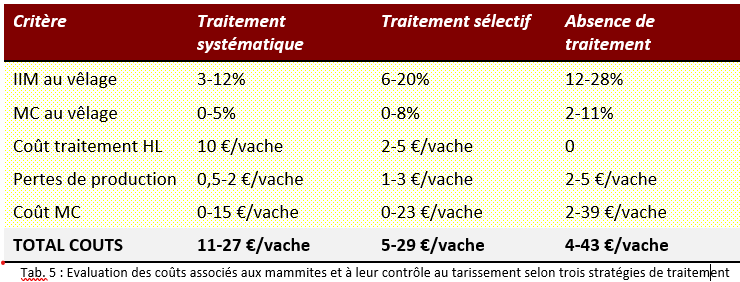 Critère Traitement systématique Traitement sélectif Absence de traitement
IIM au vêlage 3-12% 6-20% 12-28%
MC au vêlage 0-5% 0-8% 2-11%
Coût traitement HL 10 €/vache 2-5 €/vache 0
Pertes de production 0,5-2 €/vache 1-3 €/vache 2-5 €/vache
Coût MC 0-15 €/vache 0-23 €/vache 2-39 €/vache
TOTAL COUTS 11-27 €/vache 5-29 €/vache 4-43 €/vache
Tab. 5 : Evaluation des coûts associés aux mammites et à leur contrôle au tarissement selon trois stratégies de traitement